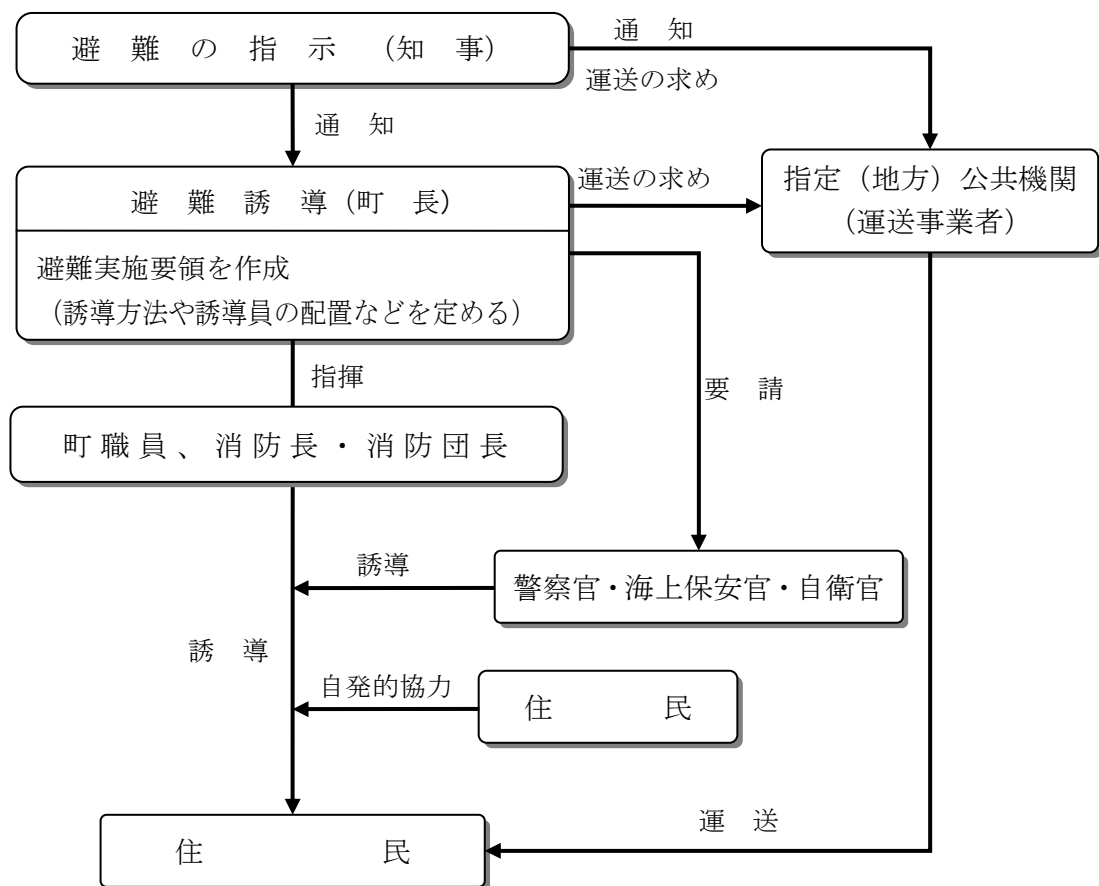 避難の指示（知事）
通知
運送の求め
通知
避難誘導(町長)
運送の求め
指定（地方）公共機関
（運送事業者）
避難実施要領を作成
（誘導方法や誘導員の配置などを定める）
指揮
要請
町職員、消防長・消防団長
誘導
警察官・海上保安官・自衛官
誘導
自発的協力
住民
運送
住民